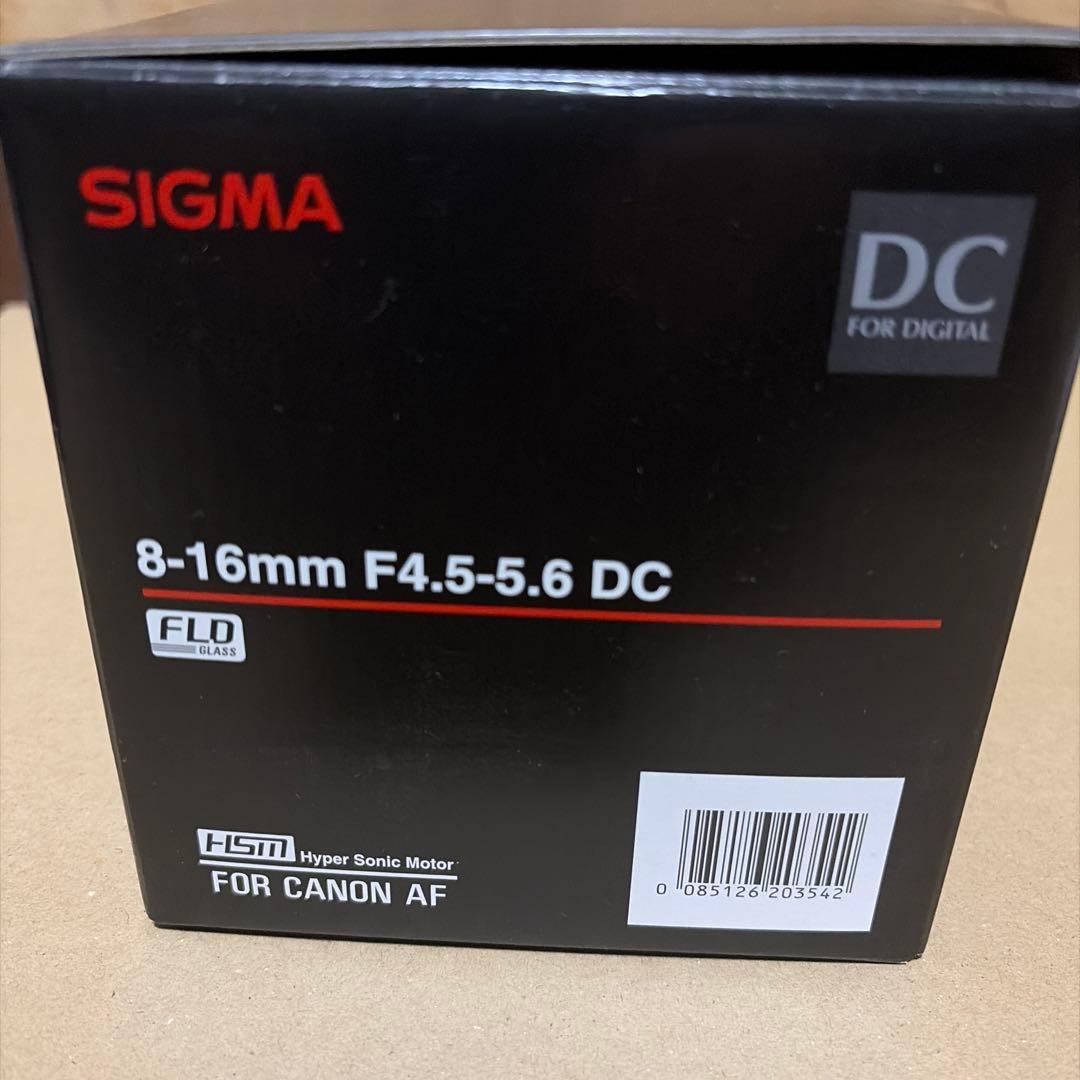 SIGMA
DC
FOR DIGITAL
8-16mm F4.5-5.6 DC
FLD
GLASS
HSM Hyper Sonic Motor
FOR CANON AF
0 085126 203542